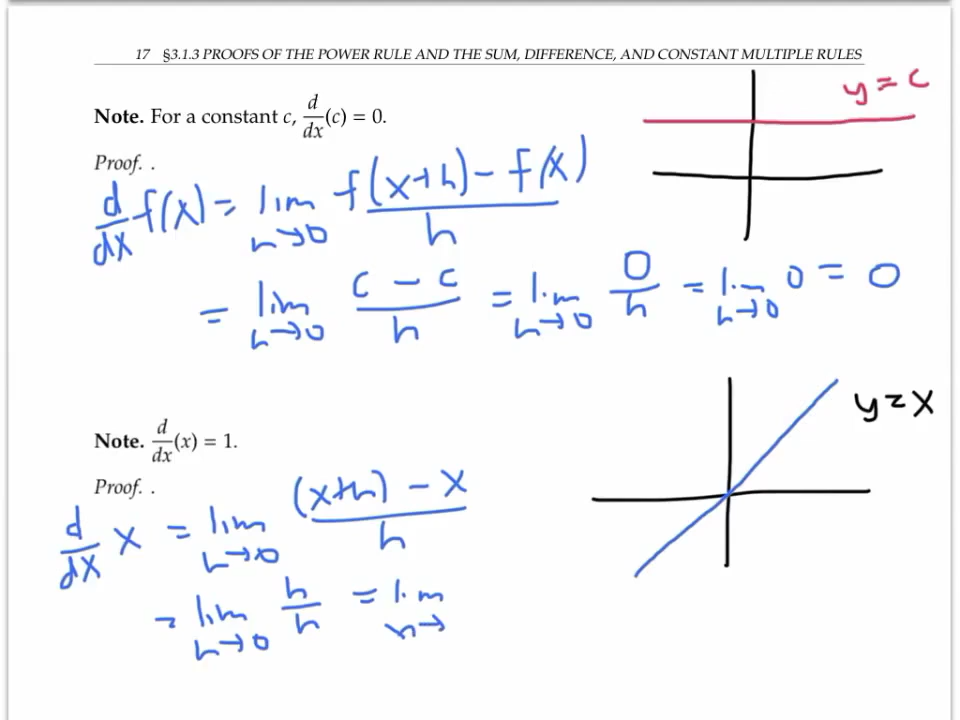 17 §3.1.3 PROOFS OF THE POWER RULE AND THE SUM, DIFFERENCE, AND CONSTANT MULTIPLE RULES
y = c
Note. For a constant c, d/dx (c) = 0.
Proof. .
d/dx f(x) = lim h→0 (f(x+h) - f(x))/h
= lim h→0 (c - c)/h = lim h→0 0/h = lim h→0 0 = 0
y = x
Note. d/dx (x) = 1.
Proof. .
d/dx x = lim h→0 ((x+h) - x)/h
= lim h→0 h/h = lim h→